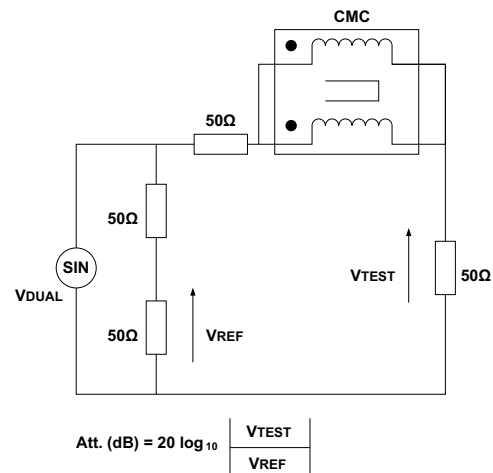 CMC
50Ω
50Ω
SIN
VDUAL
50Ω
VREF
VTEST
50Ω
Att. (dB) = 20 log10 VTEST
VREF